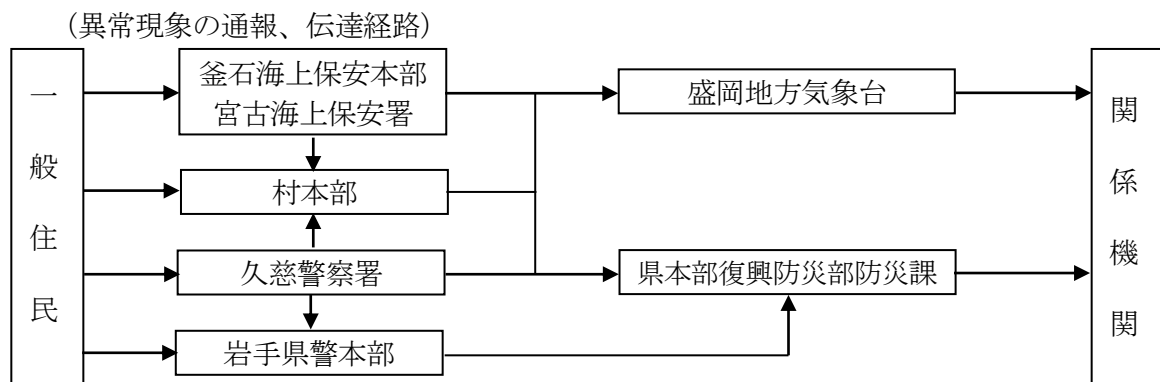 （異常現象の通報、伝達経路）
一般住民
釜石海上保安本部
宮古海上保安署
村本部
久慈警察署
岩手県警本部
盛岡地方気象台
県本部復興防災部防災課
関係機関